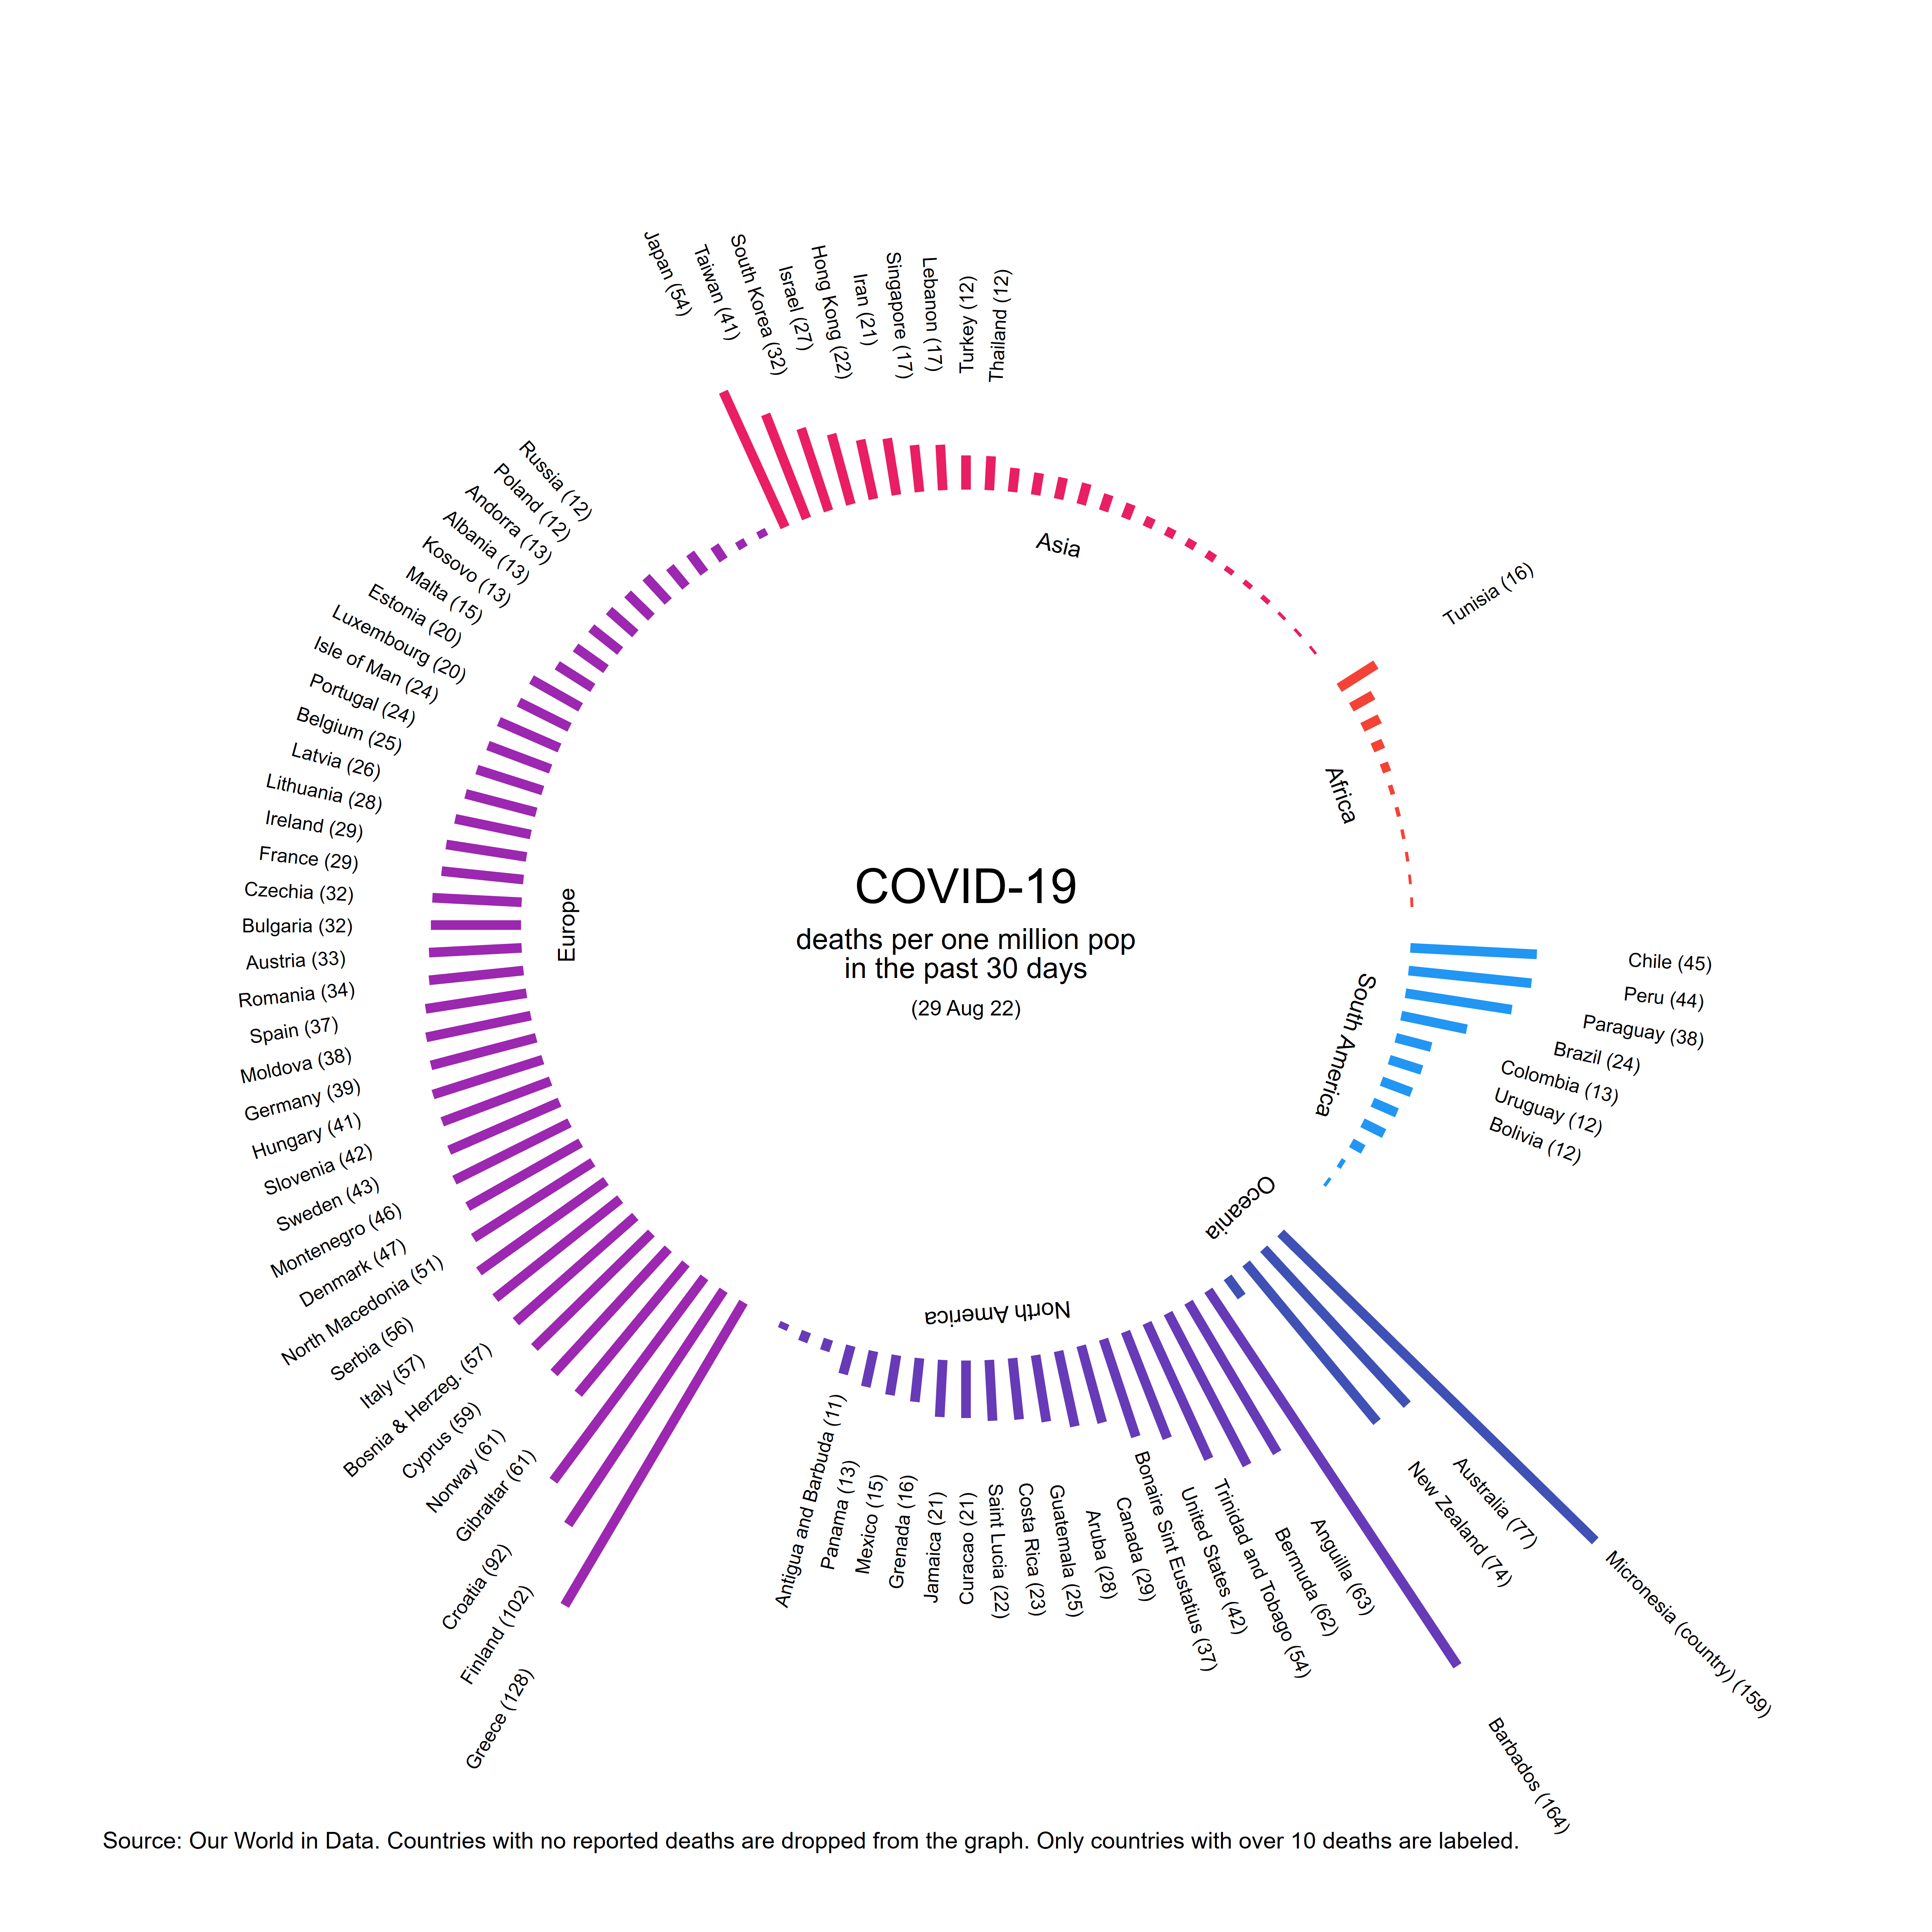 COVID-19
deaths per one million pop
in the past 30 days
(29 Aug 22)
Asia
Japan (54)
Taiwan (41)
South Korea (32)
Israel (27)
Hong Kong (22)
Iran (21)
Singapore (17)
Lebanon (17)
Turkey (12)
Thailand (12)
Africa
Tunisia (16)
South America
Chile (45)
Peru (44)
Paraguay (38)
Brazil (24)
Colombia (13)
Uruguay (12)
Bolivia (12)
Oceania
Micronesia (country) (159)
Australia (77)
New Zealand (74)
North America
Barbados (164)
Anguilla (63)
Bermuda (62)
Trinidad and Tobago (54)
United States (42)
Bonaire Sint Eustatius (37)
Canada (29)
Aruba (28)
Guatemala (25)
Costa Rica (23)
Saint Lucia (22)
Curacao (21)
Jamaica (21)
Grenada (16)
Mexico (15)
Panama (13)
Antigua and Barbuda (11)
Europe
Greece (128)
Finland (102)
Croatia (92)
Gibraltar (61)
Norway (61)
Cyprus (59)
Bosnia & Herzeg. (57)
Italy (57)
Serbia (56)
North Macedonia (51)
Denmark (47)
Montenegro (46)
Sweden (43)
Slovenia (42)
Hungary (41)
Germany (39)
Moldova (38)
Spain (37)
Romania (34)
Austria (33)
Bulgaria (32)
Czechia (32)
France (29)
Ireland (29)
Lithuania (28)
Latvia (26)
Belgium (25)
Portugal (24)
Isle of Man (24)
Luxembourg (20)
Estonia (20)
Malta (15)
Kosovo (13)
Albania (13)
Andorra (13)
Poland (12)
Russia (12)
Source: Our World in Data. Countries with no reported deaths are dropped from the graph. Only countries with over 10 deaths are labeled.